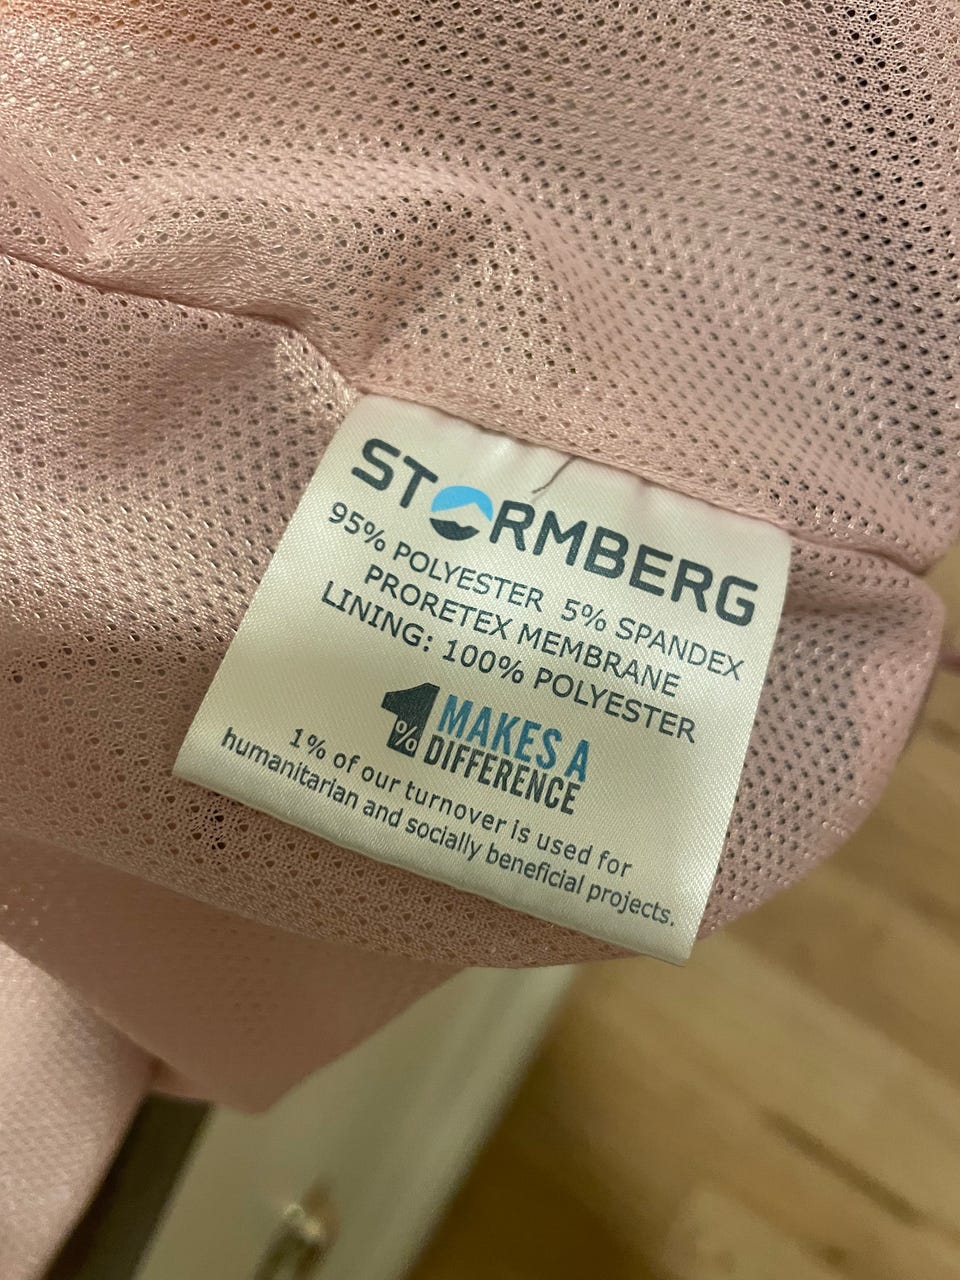 STORMBERG
95% POLYESTER 5% SPANDEX
PRORETEX MEMBRANE
LINING: 100% POLYESTER
1% MAKES A
DIFFERENCE
1% of our turnover is used for
humanitarian and socially beneficial projects.